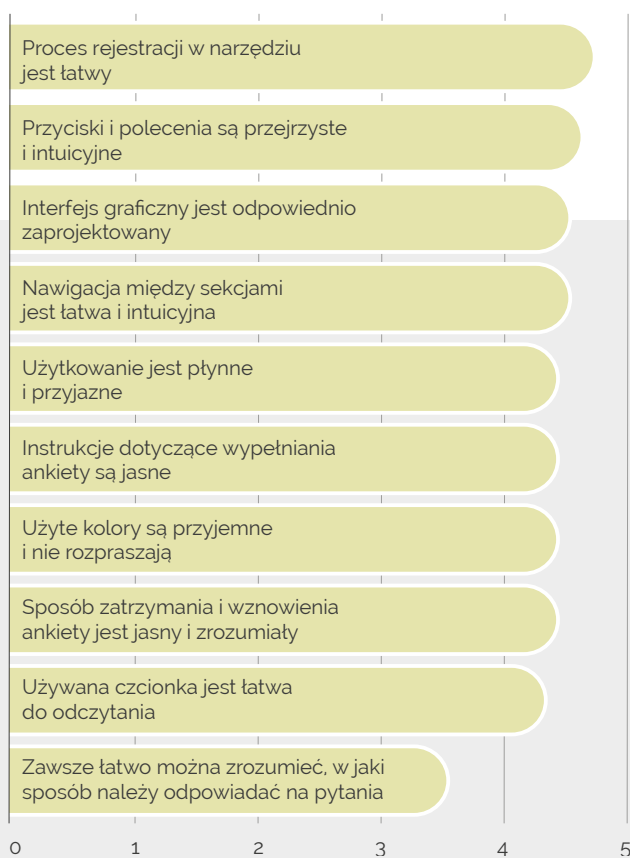 Proces rejestracji w narzędziu
jest łatwy
Przyciski i polecenia są przejrzyste
i intuicyjne
Interfejs graficzny jest odpowiednio
zaprojektowany
Nawigacja między sekcjami
jest łatwa i intuicyjna
Użytkowanie jest płynne
i przyjazne
Instrukcje dotyczące wypełniania
ankiety są jasne
Użyte kolory są przyjemne
i nie rozpraszają
Sposób zatrzymania i wznowienia
ankiety jest jasny i zrozumiały
Używana czcionka jest łatwa
do odczytania
Zawsze łatwo można zrozumieć, w jaki
sposób należy odpowiadać na pytania
0 1 2 3 4 5